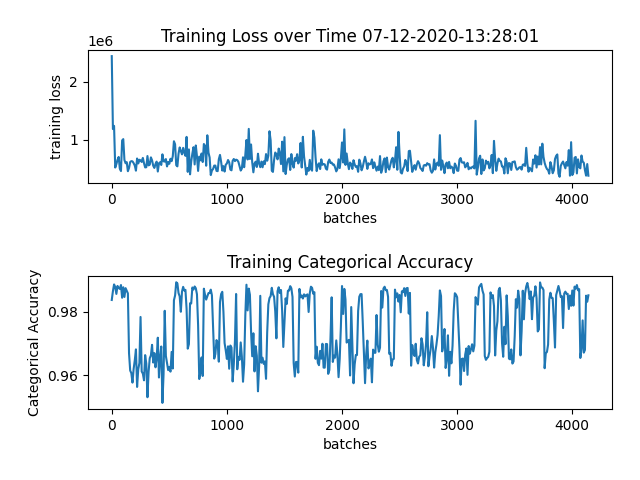 Training Loss over Time 07-12-2020-13:28:01
1e6
training loss
2
1
0
1000
2000
3000
4000
batches
Training Categorical Accuracy
Categorical Accuracy
0.98
0.96
0
1000
2000
3000
4000
batches